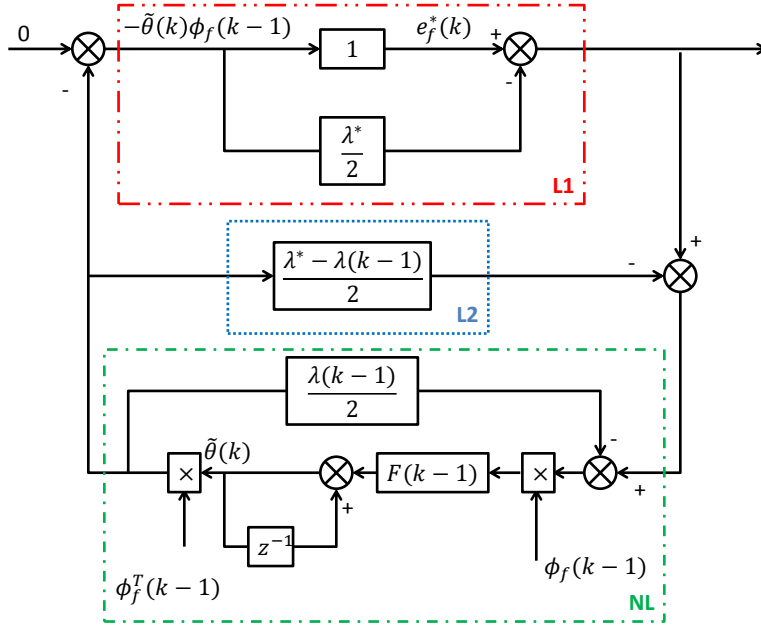 0
-θ̃(k)ϕ_f(k−1)
1
e_f^*(k)
+
-
-
λ^*/2
L1
+
λ^* − λ(k−1)/2
-
L2
λ(k−1)/2
-
θ̃(k)
×
F(k−1)
×
+
+
z^{-1}
ϕ_f^T(k−1)
ϕ_f(k−1)
NL